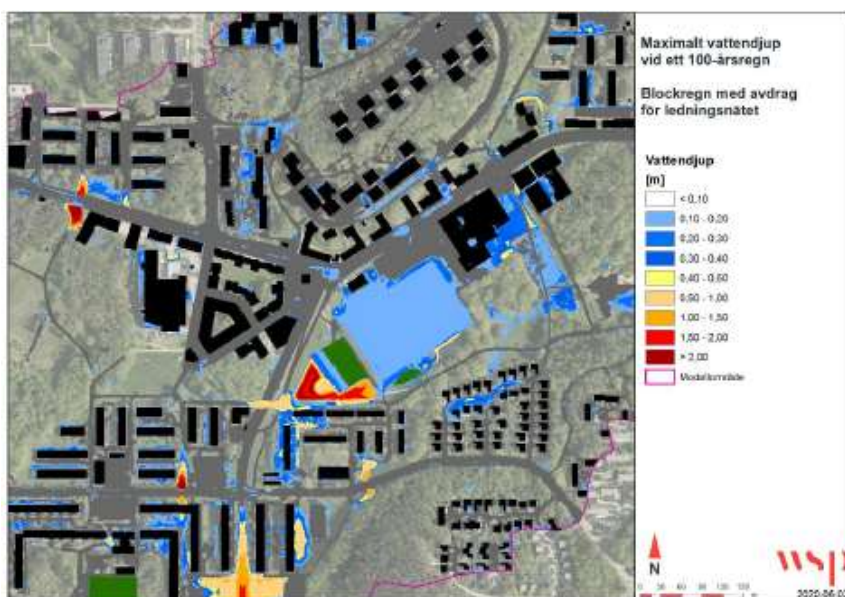 Maximalt vattendjup
vid ett 100-årsregn
Blockregn med avdrag
för ledningsnätet
Vattendjup
[m]
< 0,10
0,10 - 0,20
0,20 - 0,30
0,30 - 0,40
0,40 - 0,50
0,50 - 1,00
1,00 - 1,50
1,50 - 2,00
> 2,00
Modellområde
N
wsp